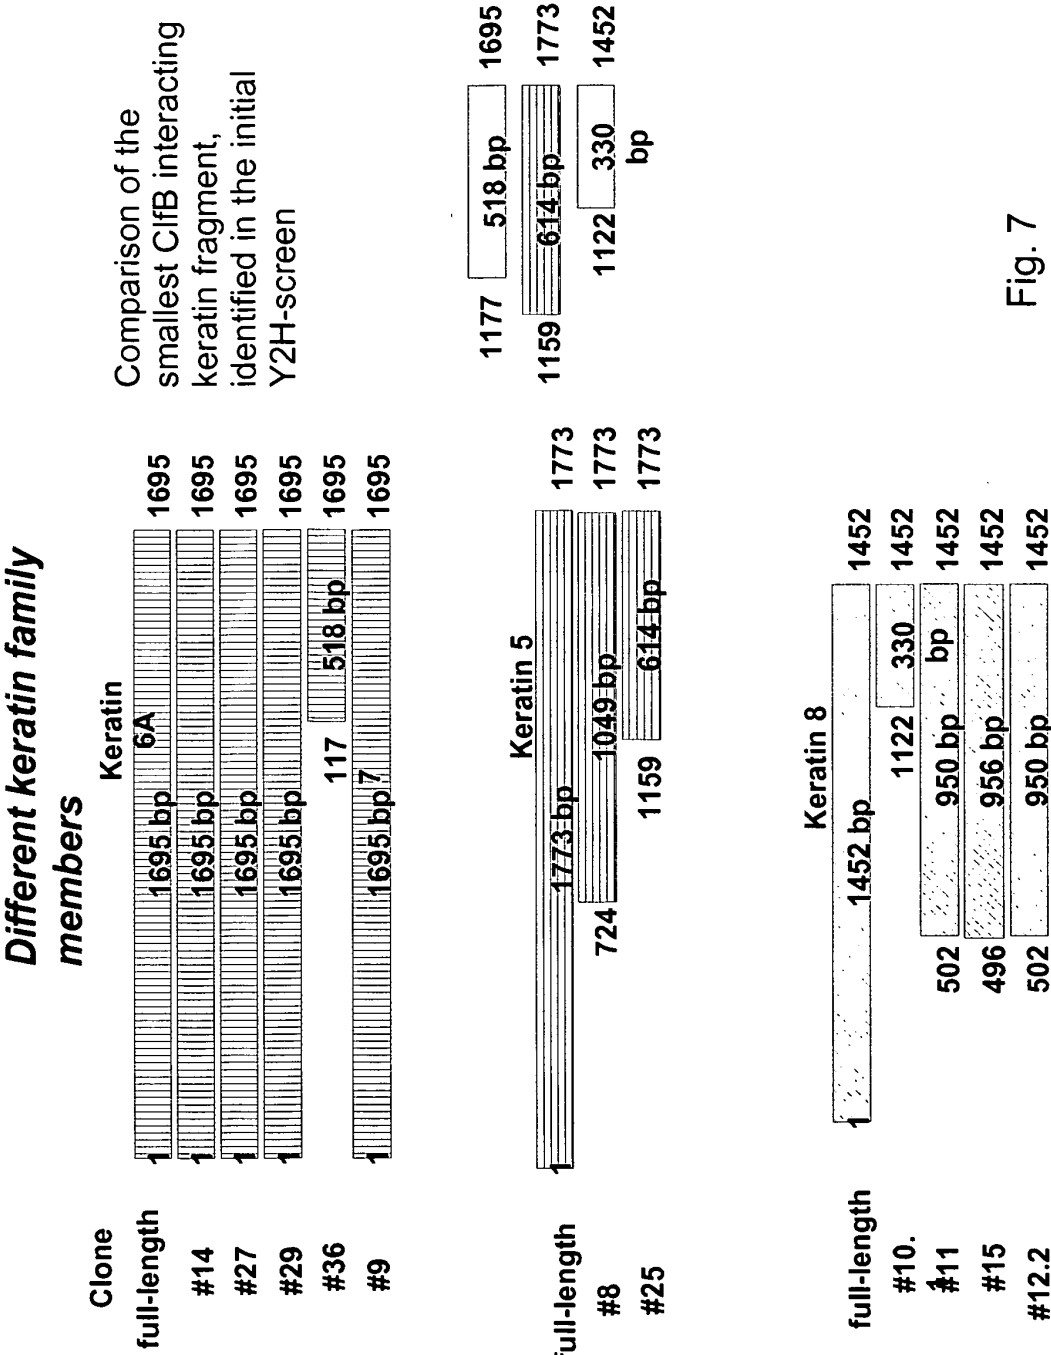 Different keratin family
members
Clone
Keratin
6A
full-length
1
1695 bp
1695
#14
1
1695 bp
1695
#27
1
1695 bp
1695
#29
1
1695 bp
1695
#36
117
518 bp
1695
7
#9
1
1695 bp
1695
Keratin 5
full-length
1
1773 bp
1773
#8
724
1049 bp
1773
#25
1159
614 bp
1773
Keratin 8
full-length
1
1452 bp
1452
#10.
1
1122
330
bp
1452
#11
502
950 bp
1452
#15
496
956 bp
1452
#12.2
502
950 bp
1452
Comparison of the
smallest ClfB interacting
keratin fragment,
identified in the initial
Y2H-screen
1177
518 bp
1695
1159
614 bp
1773
1122
330
bp
1452
Fig. 7